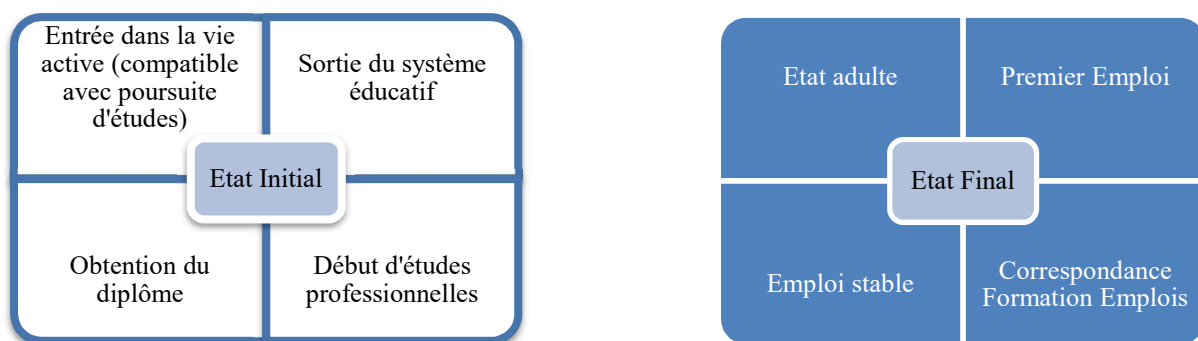 Entrée dans la vie
active (compatible
avec poursuite
d'études)
Sortie du système
éducatif
Etat Initial
Obtention du
diplôme
Début d'études
professionnelles
Etat adulte
Premier Emploi
Etat Final
Emploi stable
Correspondance
Formation Emplois